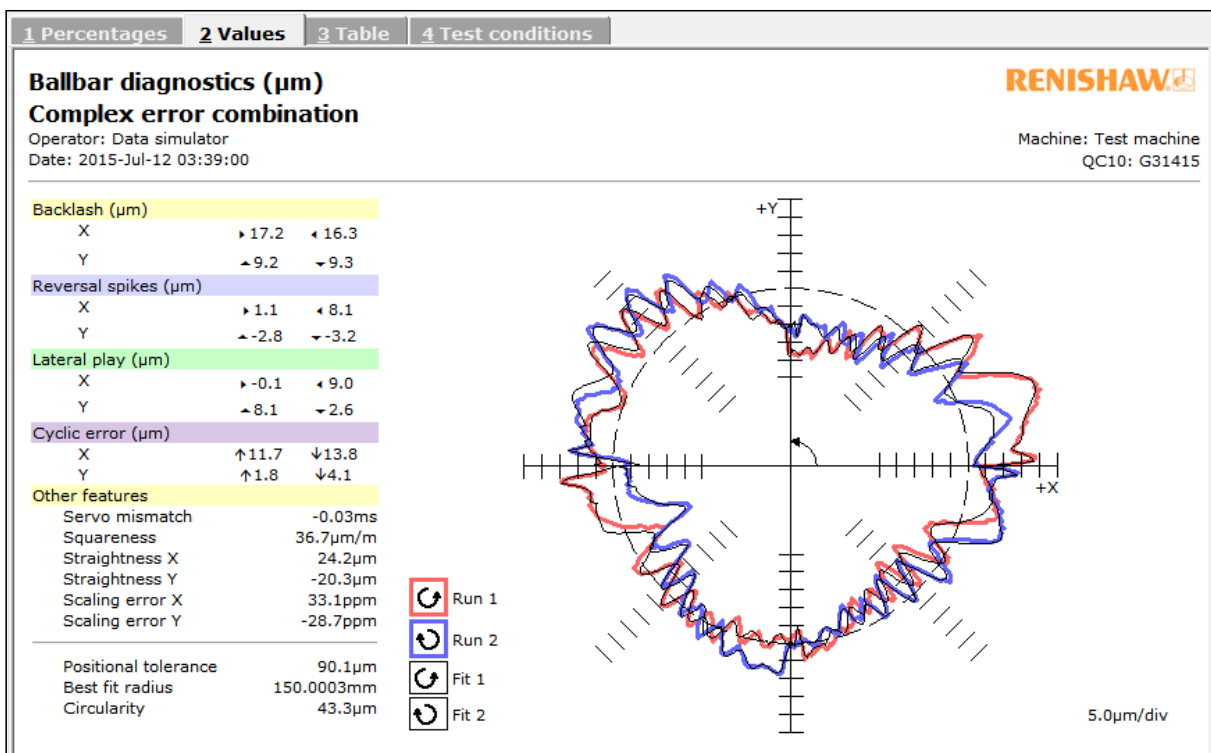 1 Percentages 2 Values 3 Table 4 Test conditions
Ballbar diagnostics (µm)
Complex error combination
RENISHAW
Operator: Data simulator
Date: 2015-Jul-12 03:39:00
Machine: Test machine
QC10: G31415
Backlash (µm)
X 17.2 16.3
Y 9.2 9.3
Reversal spikes (µm)
X 1.1 8.1
Y -2.8 -3.2
Lateral play (µm)
X -0.1 9.0
Y 8.1 2.6
Cyclic error (µm)
X ↑11.7 ↓13.8
Y ↑1.8 ↓4.1
Other features
Servo mismatch -0.03ms
Squareness 36.7µm/m
Straightness X 24.2µm
Straightness Y -20.3µm
Scaling error X 33.1ppm
Scaling error Y -28.7ppm
Positional tolerance 90.1µm
Best fit radius 150.0003mm
Circularity 43.3µm
+Y
+X
Run 1
Run 2
Fit 1
Fit 2
5.0µm/div